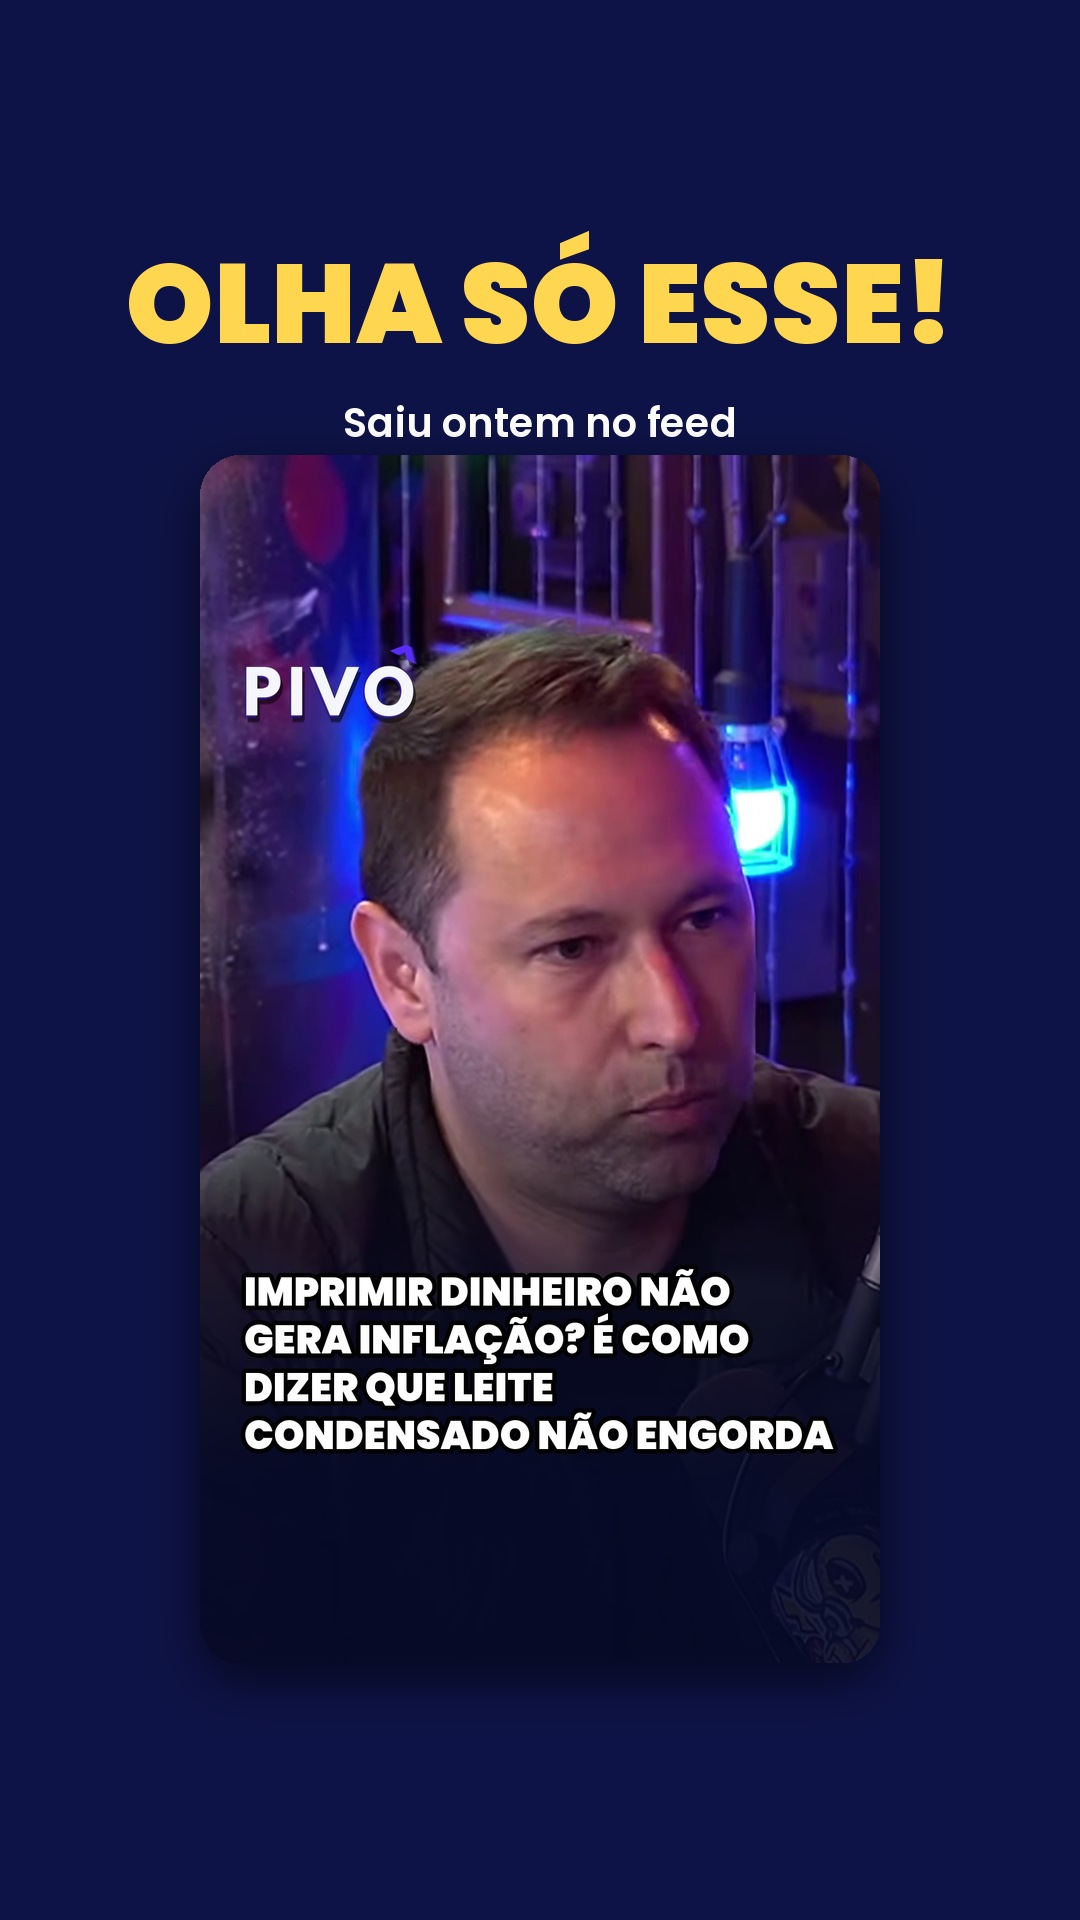 OLHA SÓ ESSE!
Saiu ontem no feed
PIVÔ
IMPRIMIR DINHEIRO NÃO
GERA INFLAÇÃO? É COMO
DIZER QUE LEITE
CONDENSADO NÃO ENGORDA